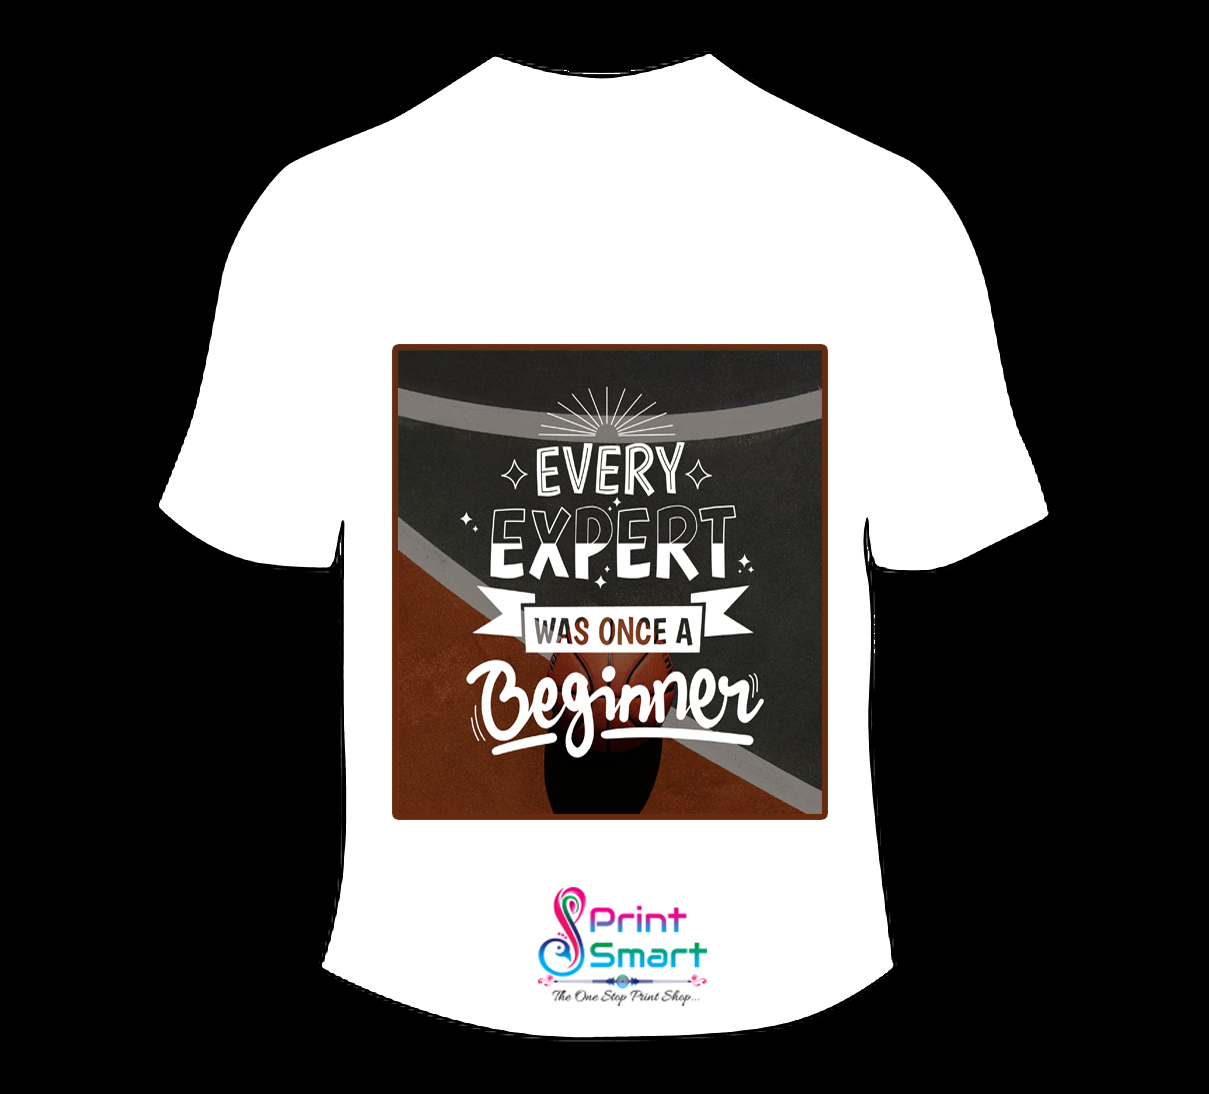 EVERY
EXPERT
WAS ONCE A
Beginner
Print
Smart
The One Stop Print Shop...